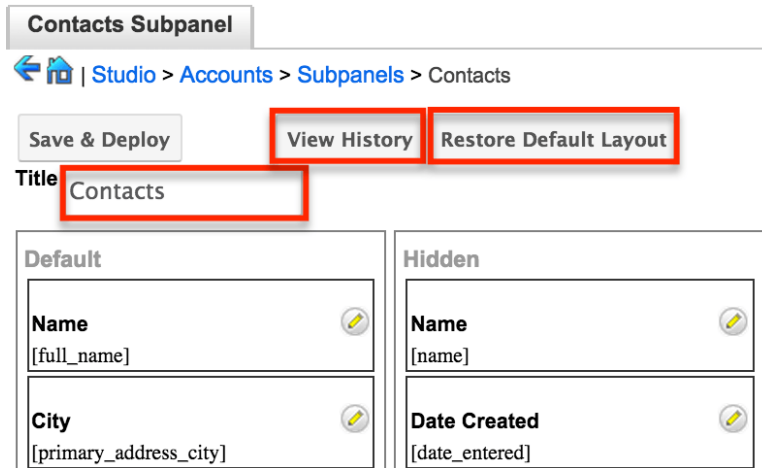 Contacts Subpanel
| Studio > Accounts > Subpanels > Contacts
Save & Deploy View History Restore Default Layout
Title Contacts
Default Hidden
Name Name
[full_name] [name]
City Date Created
[primary_address_city] [date_entered]